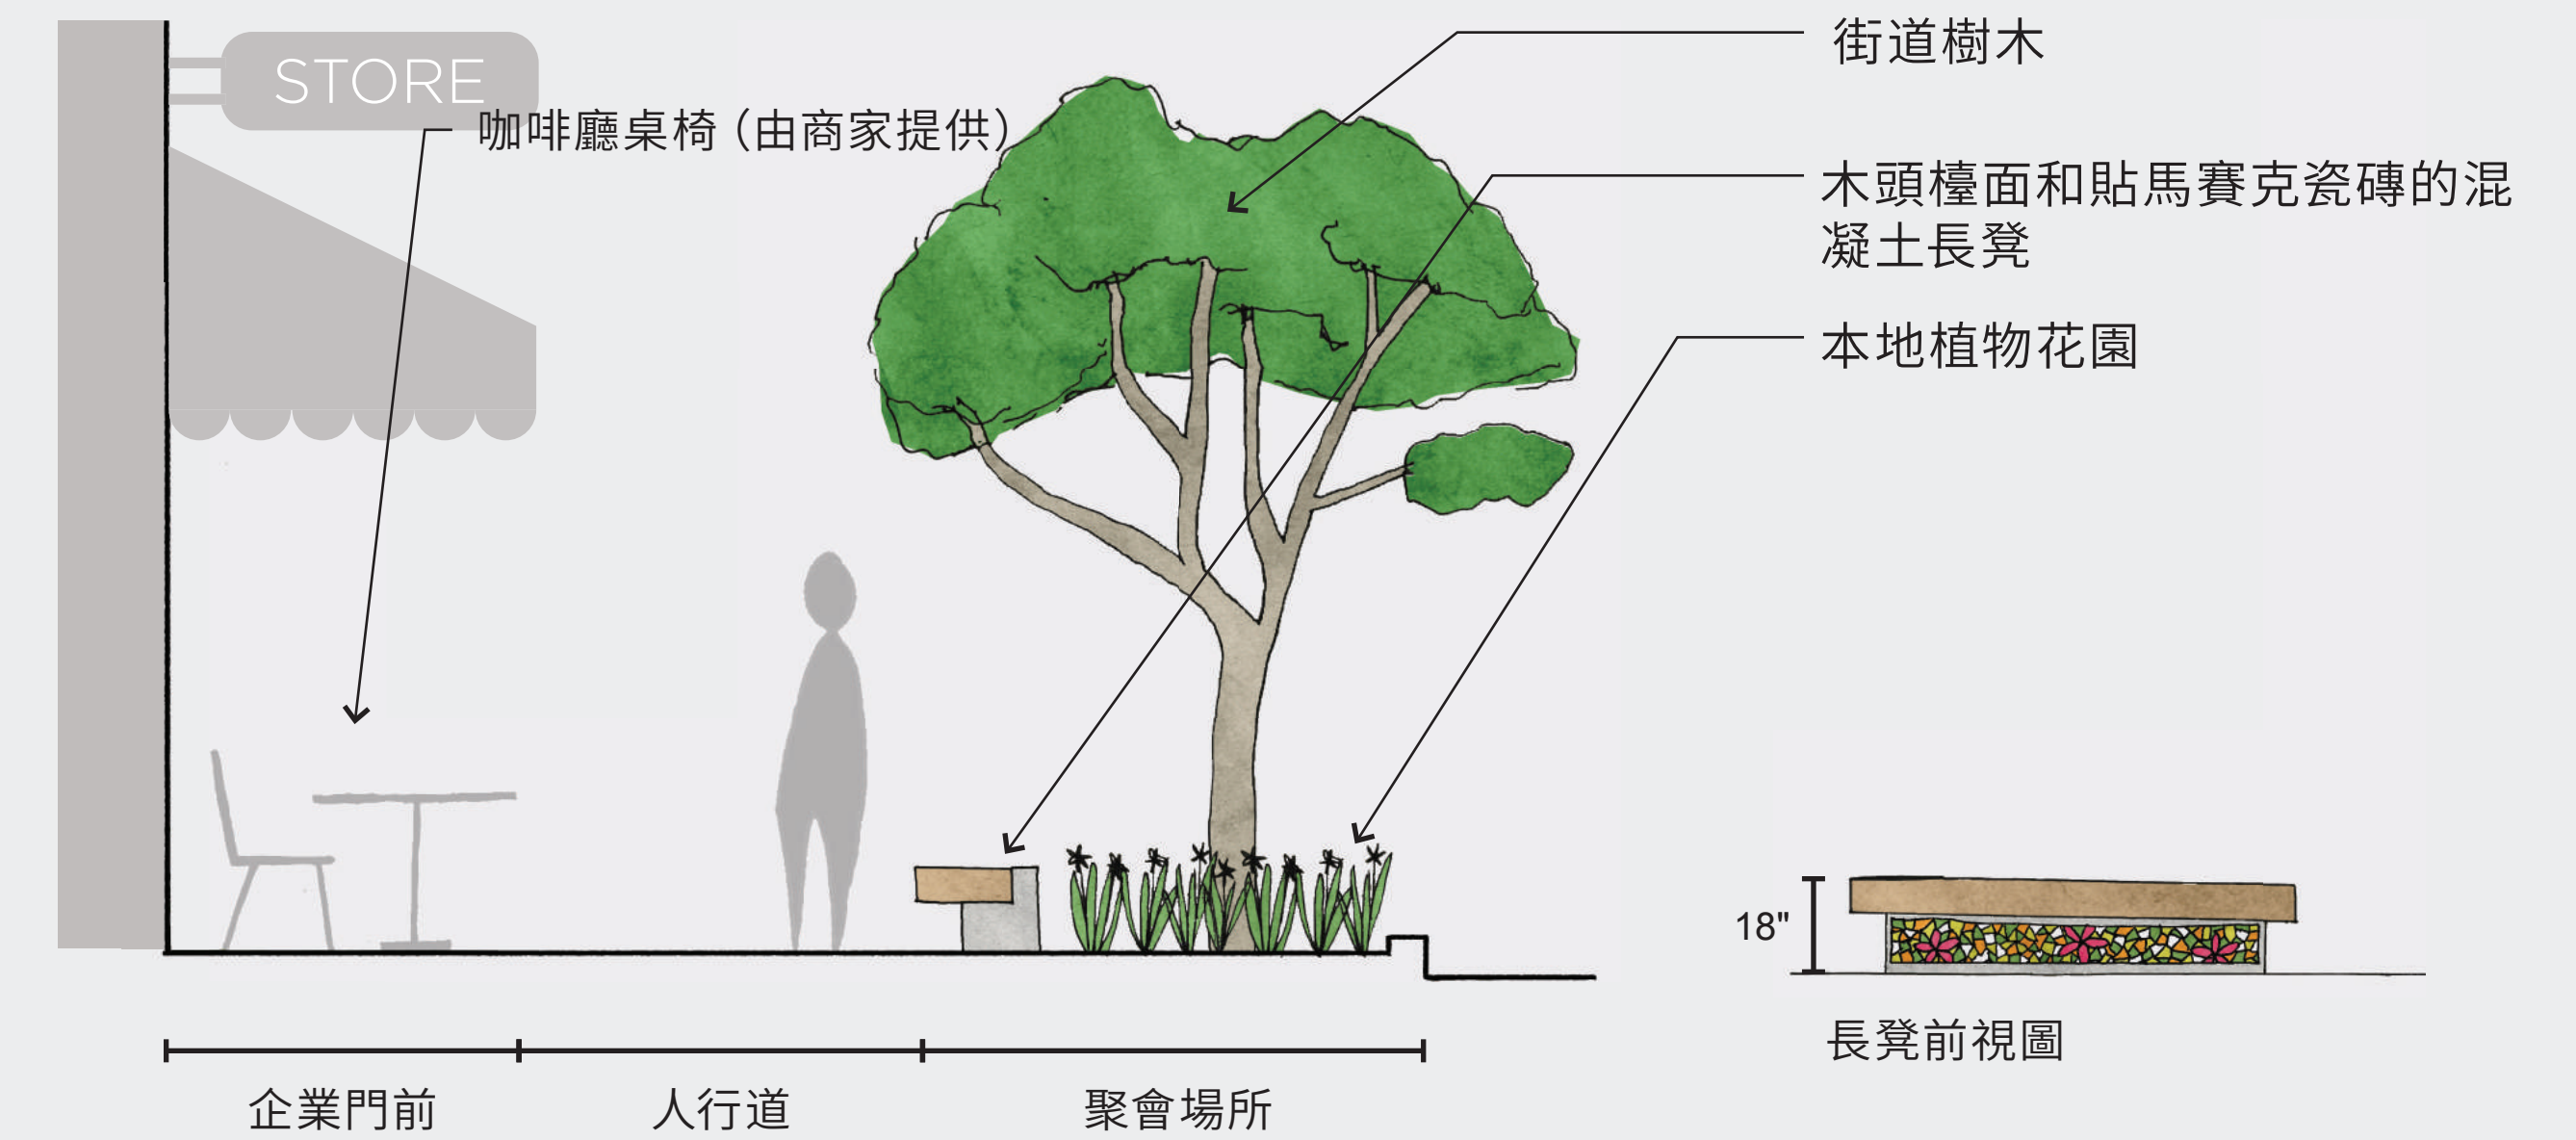 STORE
咖啡廳桌椅（由商家提供）
街道樹木
木頭檯面和貼馬賽克瓷磚的混
凝土長凳
本地植物花園
18"
長凳前視圖
企業門前
人行道
聚會場所